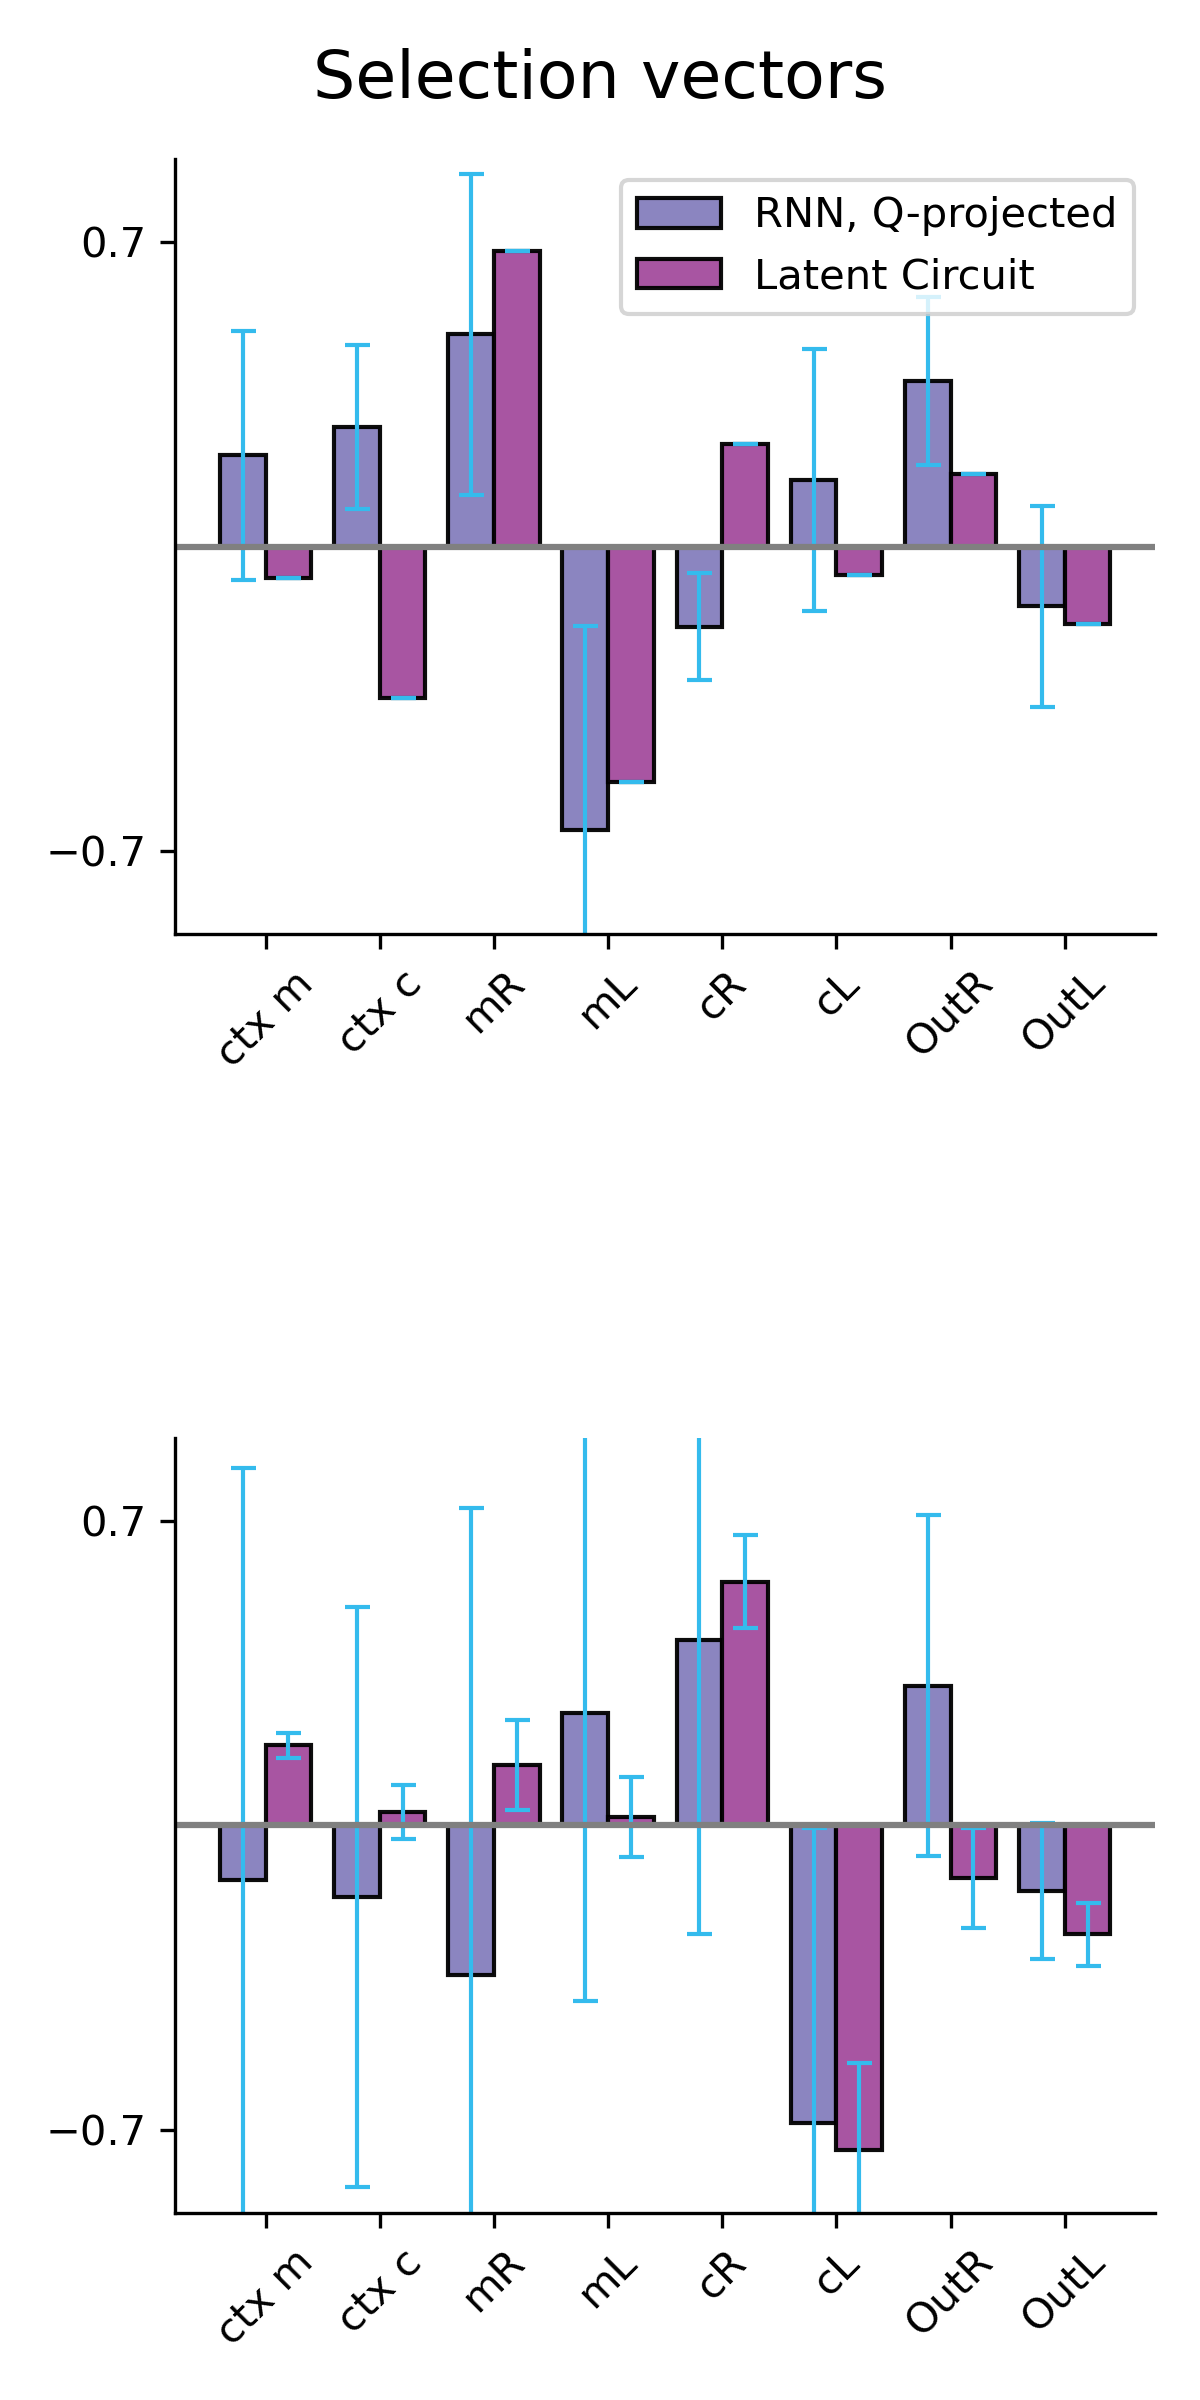 Selection vectors
RNN, Q-projected
Latent Circuit
0.7
−0.7
ctx m
ctx c
mR
mL
cR
cL
OutR
OutL
0.7
−0.7
ctx m
ctx c
mR
mL
cR
cL
OutR
OutL